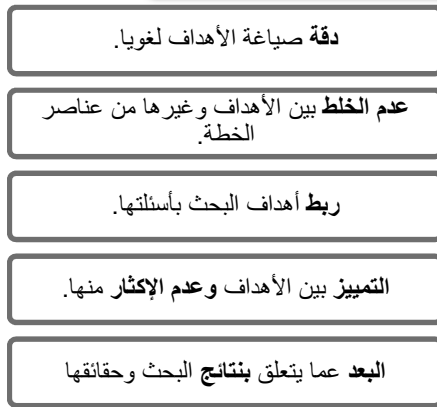 دقة صياغة الأهداف لغويا.
عدم الخلط بين الأهداف وغيرها من عناصر
الخطة.
ربط أهداف البحث بأسئلتها.
التمييز بين الأهداف وعدم الإكثار منها.
البعد عما يتعلق بنتائج البحث وحقائقها